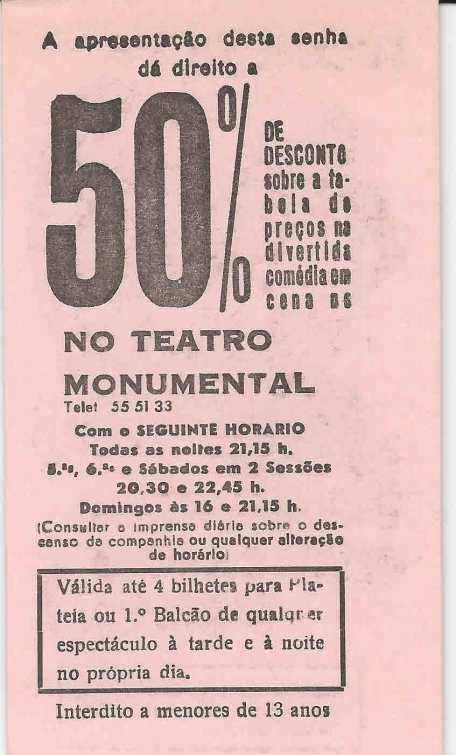 A apresentação desta senha
dá direito a
50%
DE
DESCONTO
sobre a ta-
bela de
preços na
divertida
comédia em
cena no
NO TEATRO
MONUMENTAL
Telef 55 51 33
Com o SEGUINTE HORARIO
Todas as noites 21,15 h.
5.ªs, 6.ªs e Sábados em 2 Sessões
20,30 e 22,45 h.
Domingos às 16 e 21,15 h.
(Consultar a imprensa diária sobre o des-
canso da companhia ou qualquer alteração
de horário)
Válida até 4 bilhetes para Pla-
teia ou 1.º Balcão de qualquer
espectáculo à tarde e à noite
no própria dia.
Interdito a menores de 13 anos